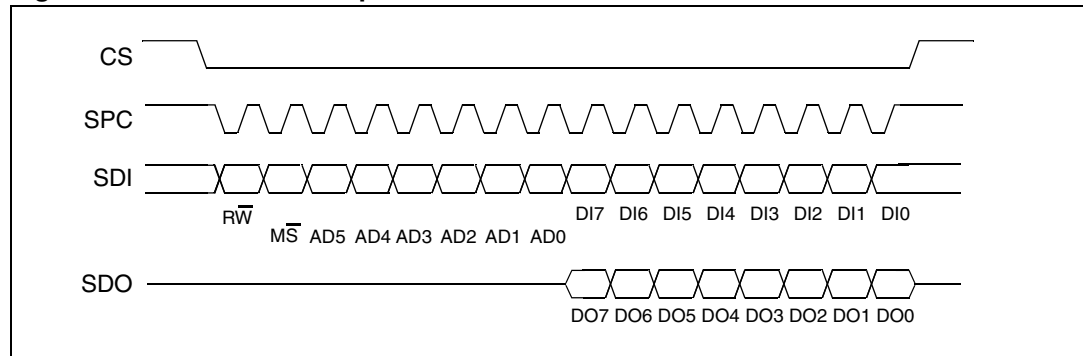 CS
SPC
SDI
RW̅
DI7 DI6 DI5 DI4 DI3 DI2 DI1 DI0
MS̅ AD5 AD4 AD3 AD2 AD1 AD0
SDO
DO7 DO6 DO5 DO4 DO3 DO2 DO1 DO0